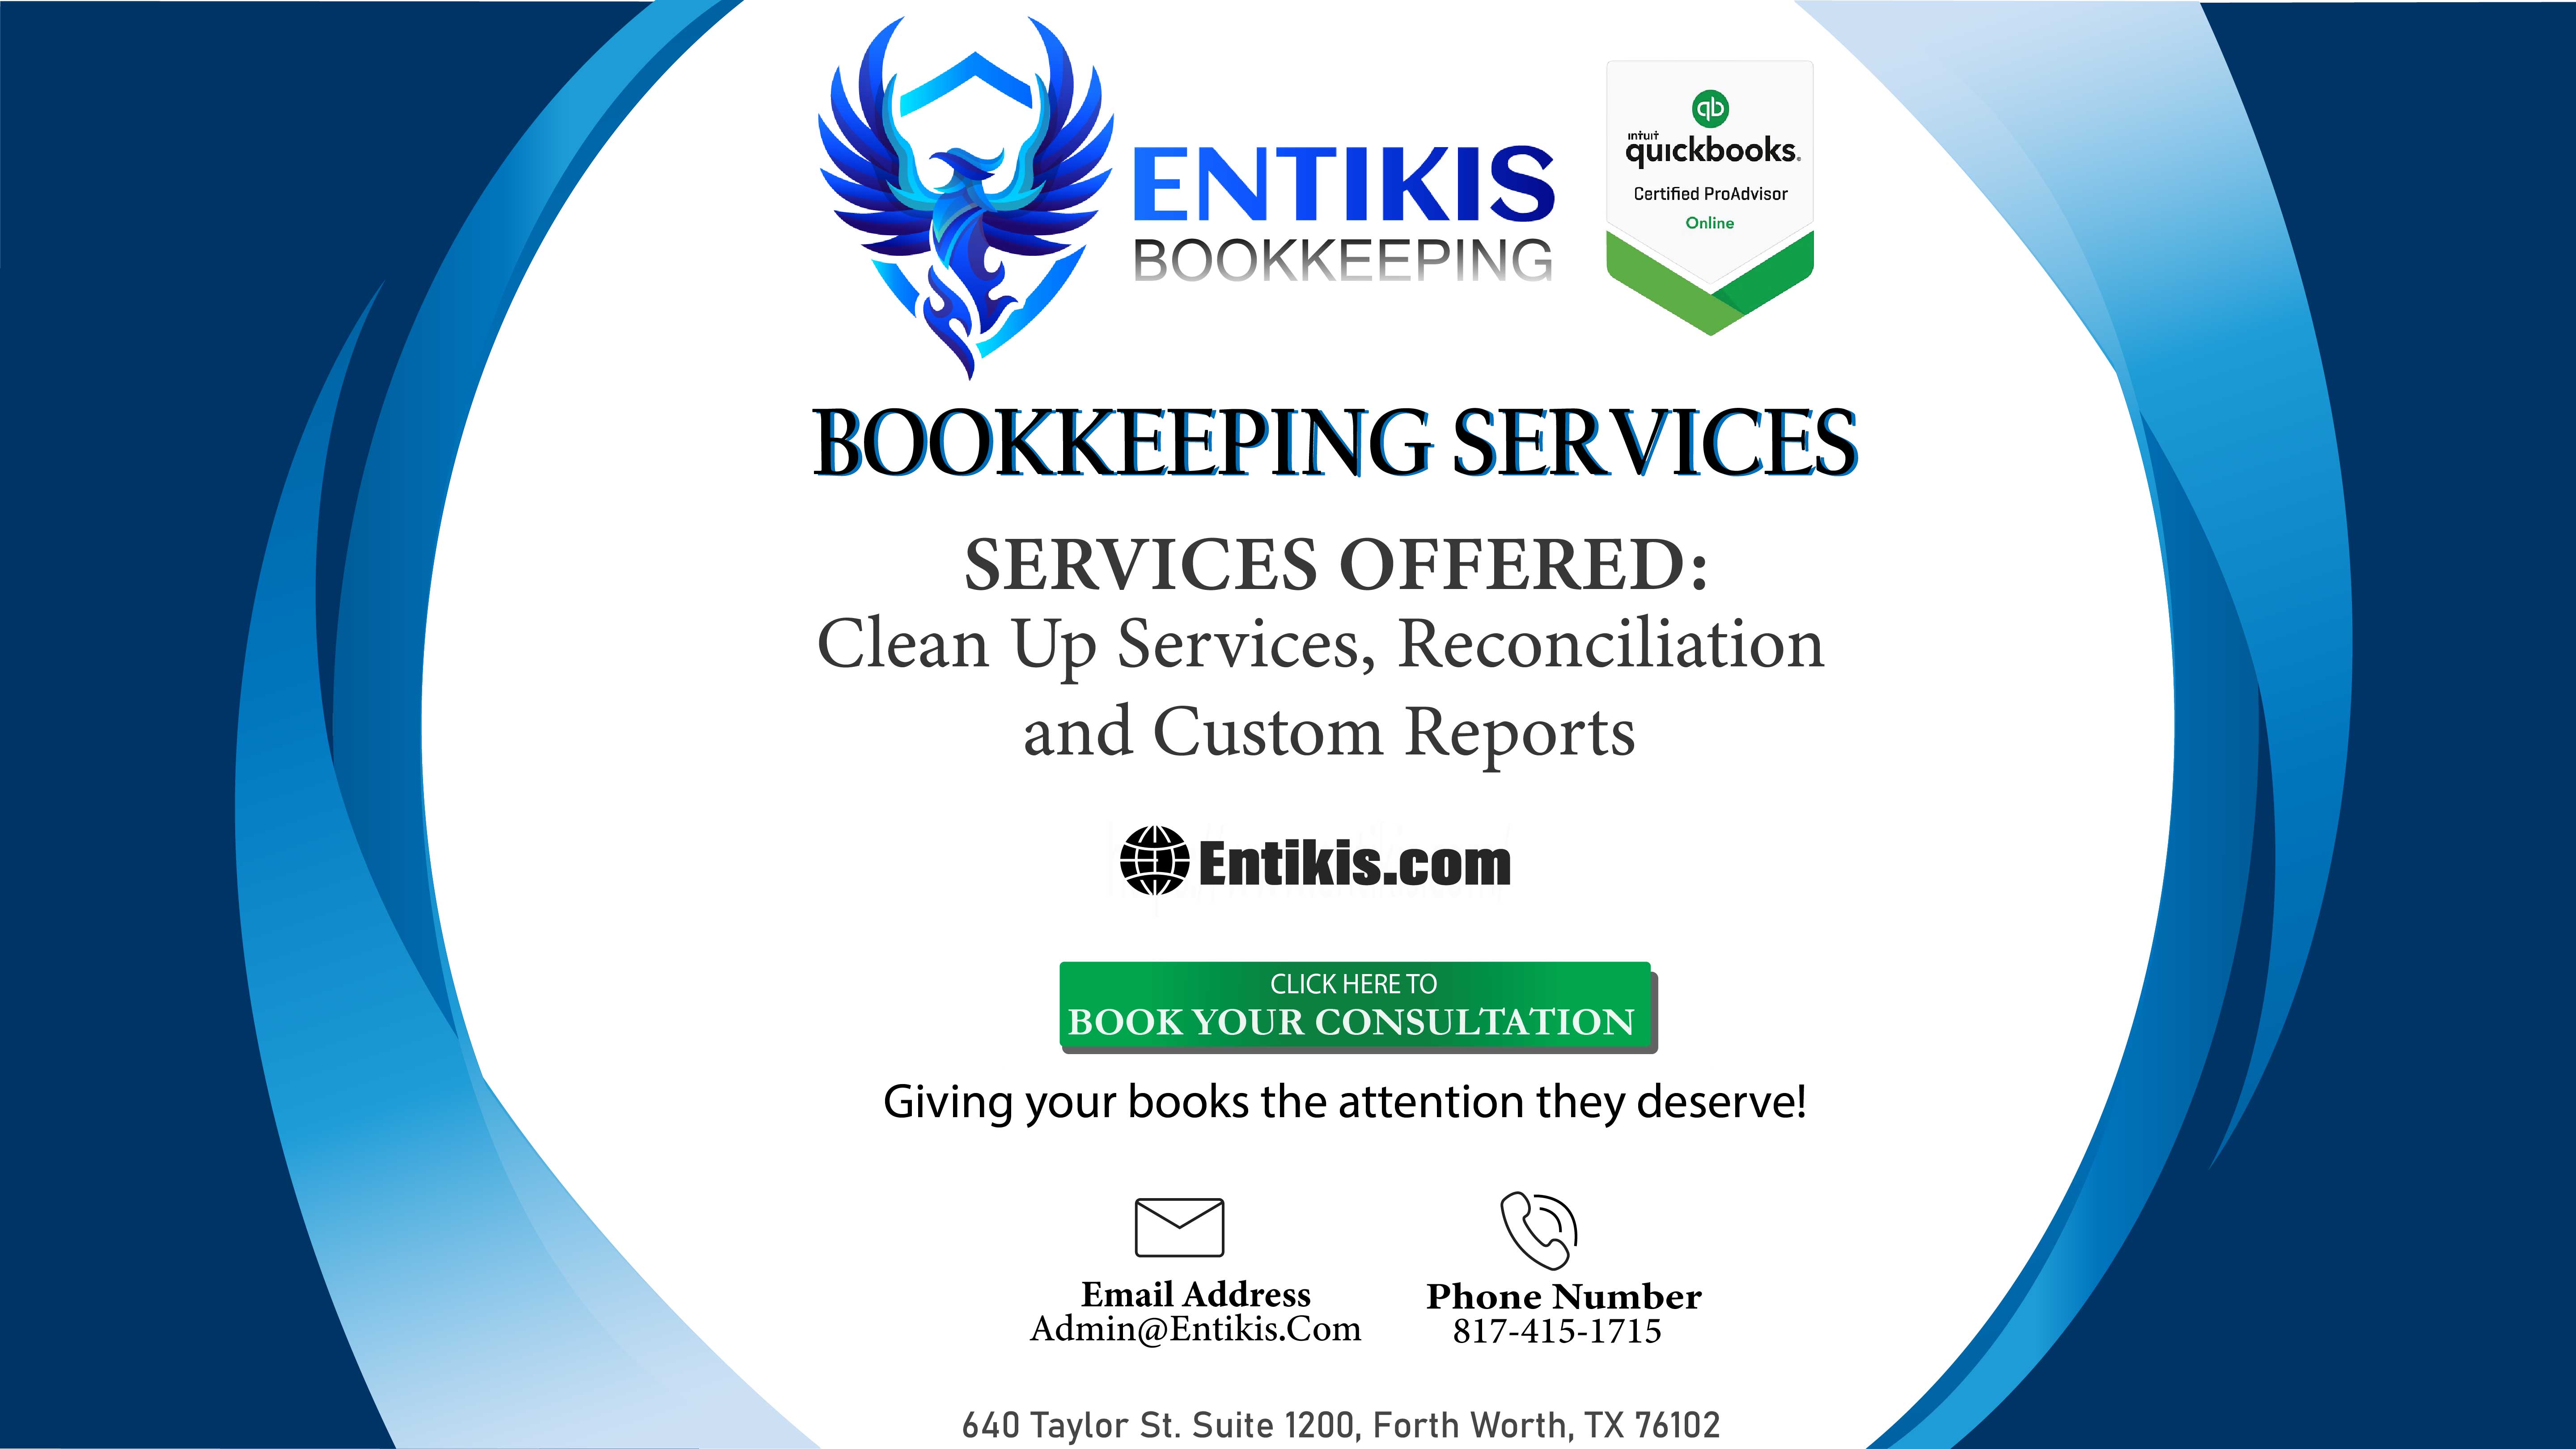 ENTIKIS
BOOKKEEPING
qb
intuit
quickbooks.
Certified ProAdvisor
Online
BOOKKEEPING SERVICES
SERVICES OFFERED:
Clean Up Services, Reconciliation
and Custom Reports
Entikis.com
CLICK HERE TO
BOOK YOUR CONSULTATION
Giving your books the attention they deserve!
Email Address
Admin@Entikis.Com
Phone Number
817-415-1715
640 Taylor St. Suite 1200, Forth Worth, TX 76102